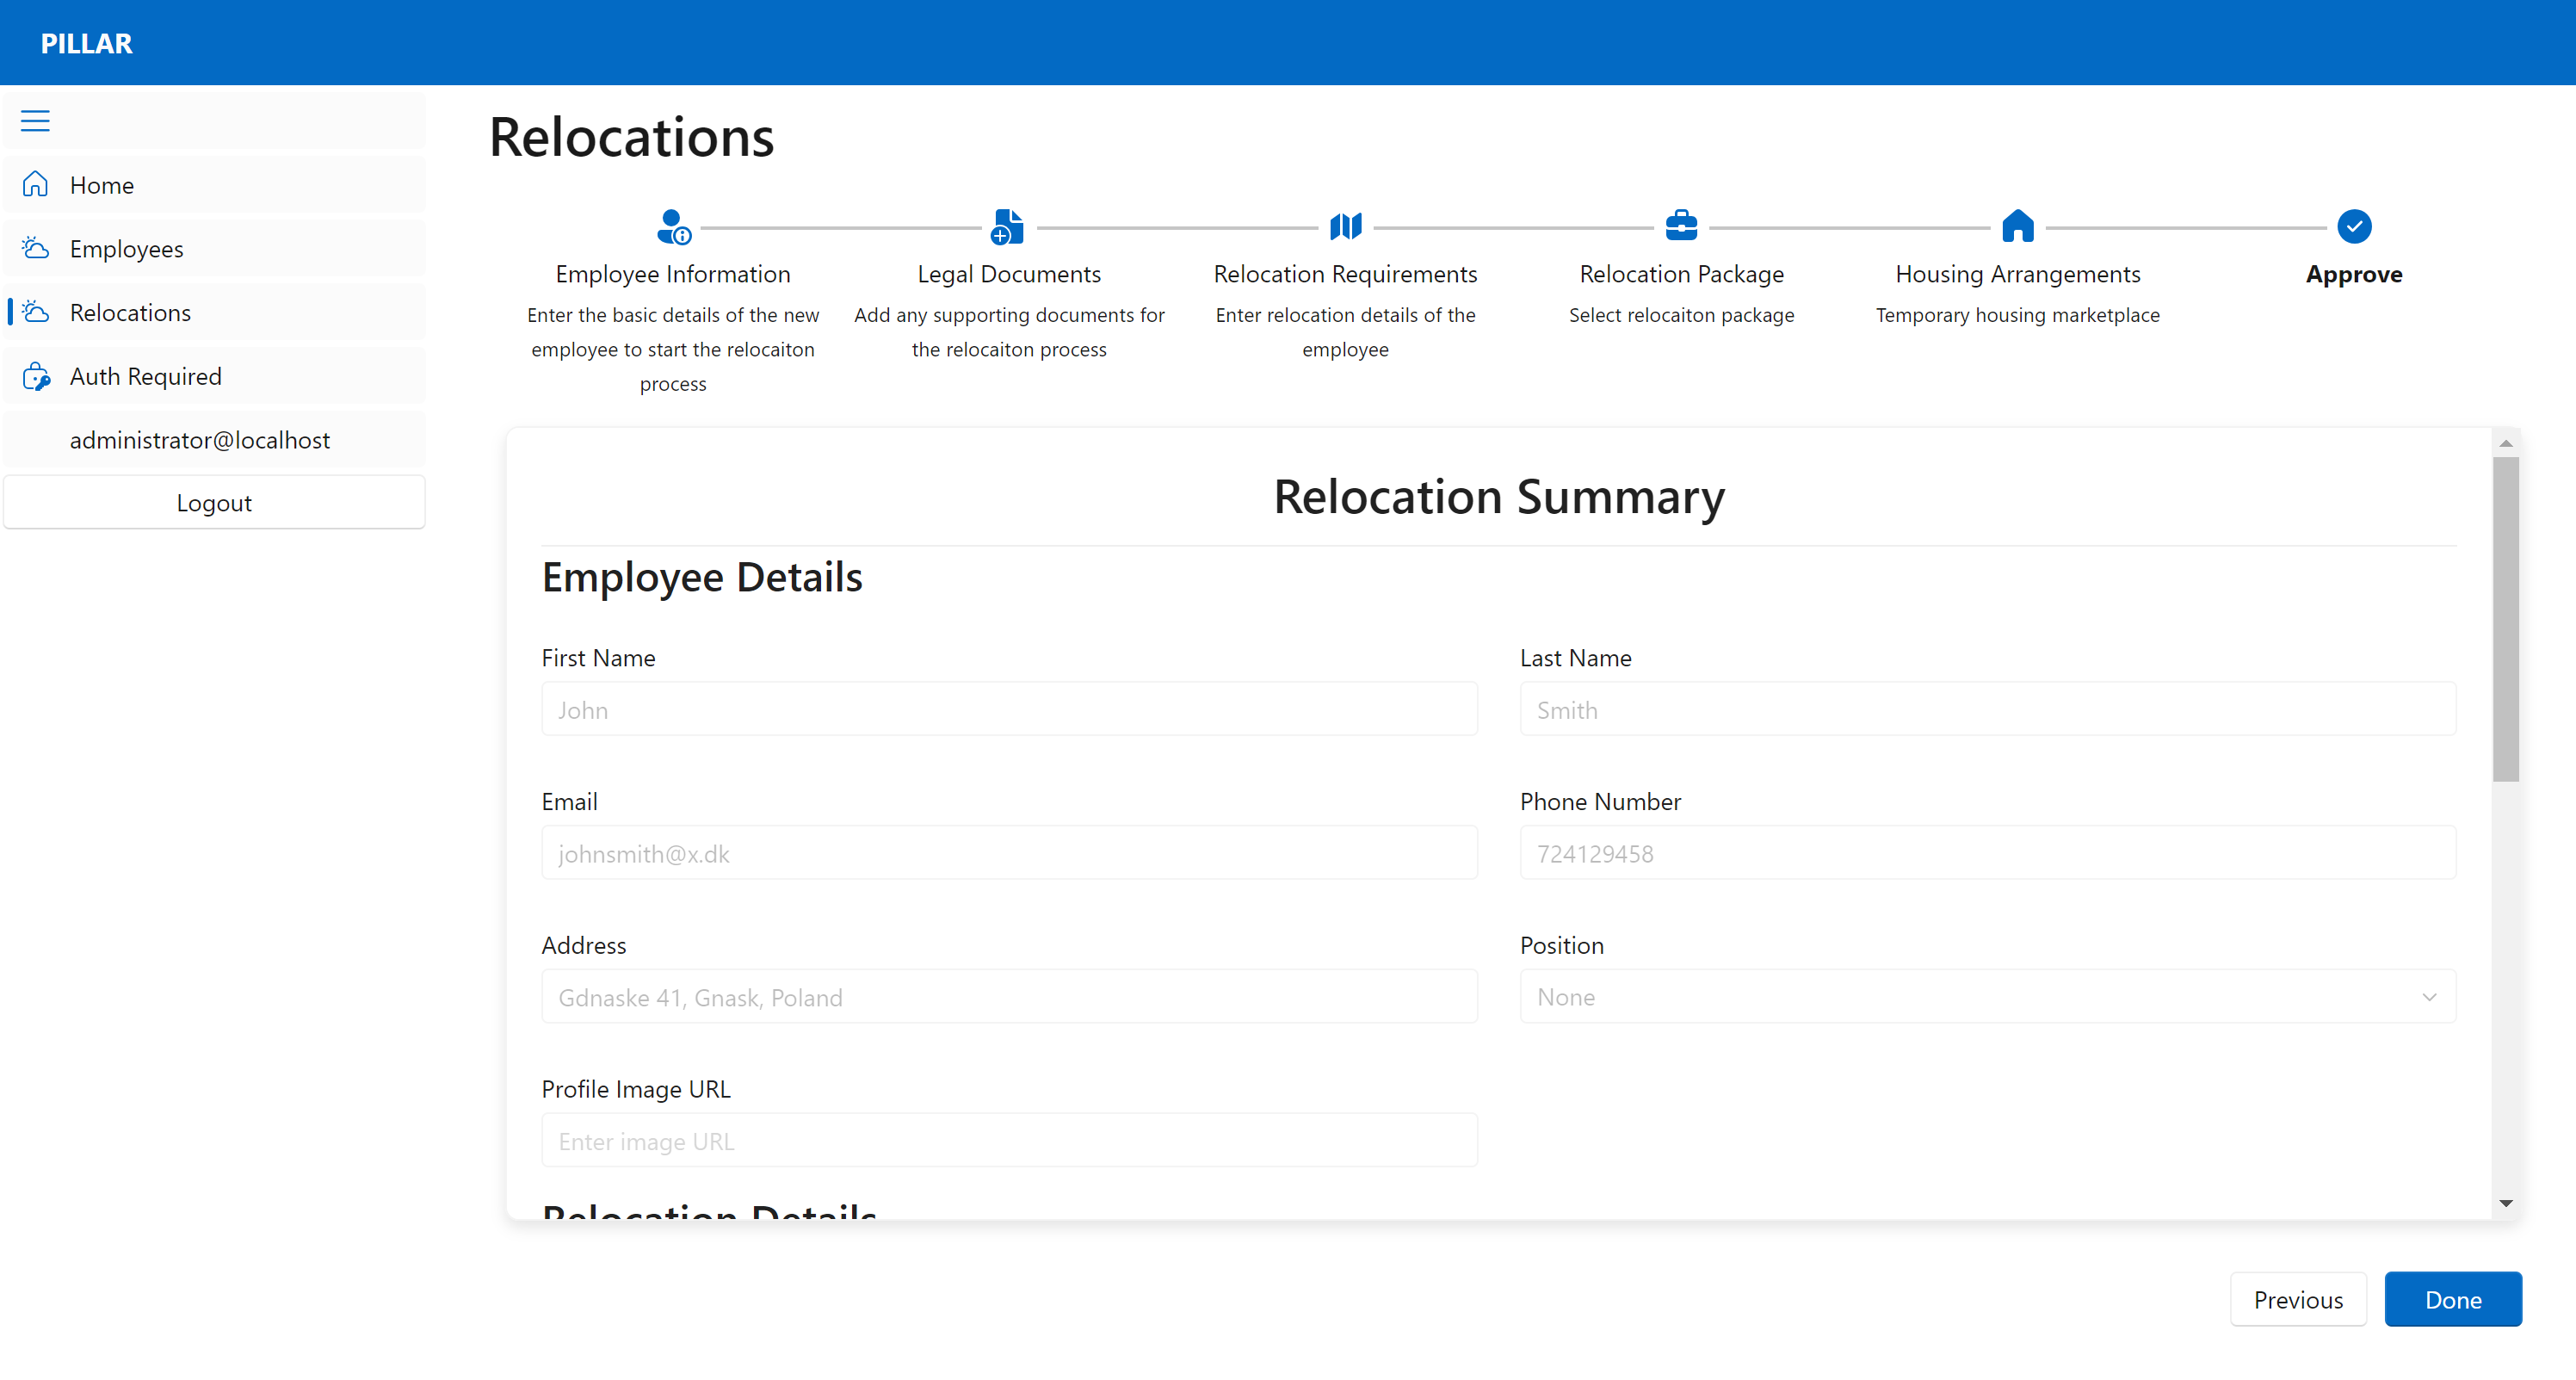 PILLAR
Home
Employees
Relocations
Auth Required
administrator@localhost
Logout
Relocations
Employee Information
Enter the basic details of the new
employee to start the relocaiton
process
Legal Documents
Add any supporting documents for
the relocaiton process
Relocation Requirements
Enter relocation details of the
employee
Relocation Package
Select relocaiton package
Housing Arrangements
Temporary housing marketplace
Approve
Relocation Summary
Employee Details
First Name
John
Last Name
Smith
Email
johnsmith@x.dk
Phone Number
724129458
Address
Gdnaske 41, Gnask, Poland
Position
None
Profile Image URL
Enter image URL
Relocation Details
Previous
Done